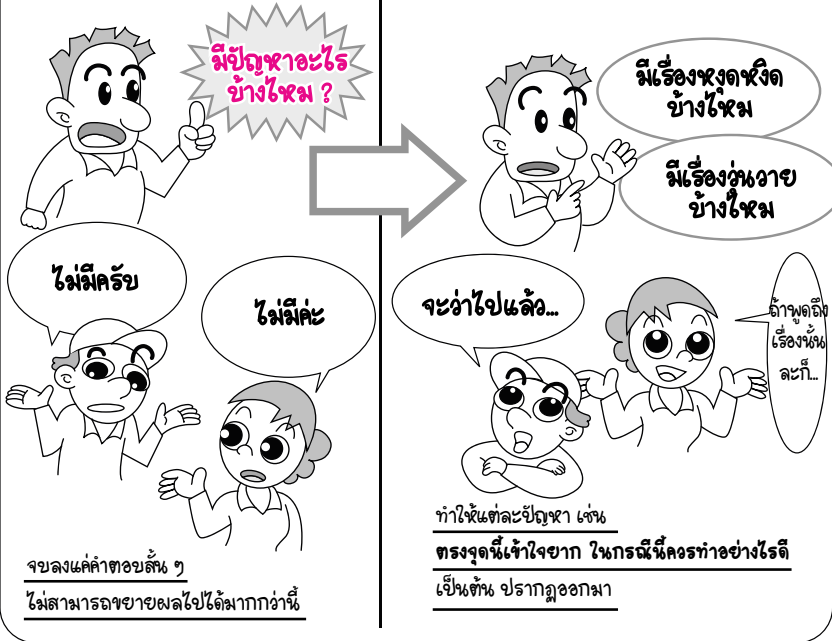 มีปัญหาอะไร
บ้างไหม ?
ไม่มีครับ
ไม่มีค่ะ
จบลงแค่คำตอบสั้น ๆ
ไม่สามารถขยายผลไปได้มากกว่านี้
มีเรื่องหงุดหงิด
บ้างไหม
มีเรื่องวุ่นวาย
บ้างไหม
จะว่าไปแล้ว...
ถ้าพูดถึง
เรื่องนั้น
ละก็...
ทำให้แต่ละปัญหา เช่น
ตรงจุดนี้เข้าใจยาก ในกรณีนี้ควรทำอย่างไรดี
เป็นต้น ปรากฏออกมา